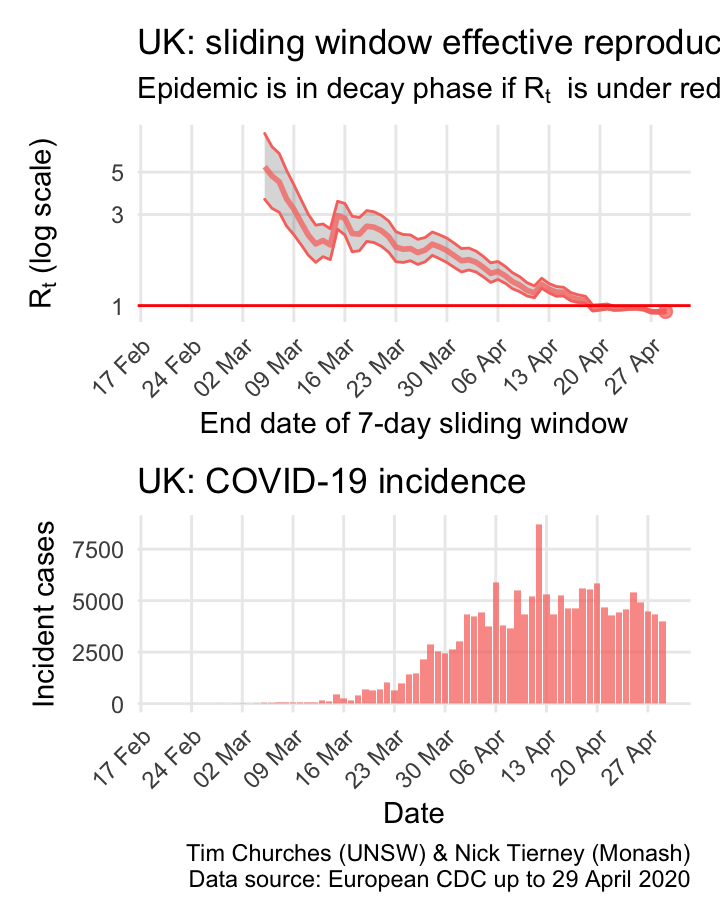 UK: sliding window effective reproduc
Epidemic is in decay phase if Rt is under red
Rt (log scale)
5
3
1
17 Feb
24 Feb
02 Mar
09 Mar
16 Mar
23 Mar
30 Mar
06 Apr
13 Apr
20 Apr
27 Apr
End date of 7-day sliding window
UK: COVID-19 incidence
Incident cases
7500
5000
2500
0
17 Feb
24 Feb
02 Mar
09 Mar
16 Mar
23 Mar
30 Mar
06 Apr
13 Apr
20 Apr
27 Apr
Date
Tim Churches (UNSW) & Nick Tierney (Monash)
Data source: European CDC up to 29 April 2020